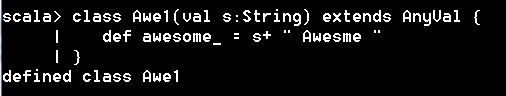 scala> class Awe1(val s:String) extends AnyVal {
     |     def awesome_ = s+ " Awesme "
     | }
defined class Awe1